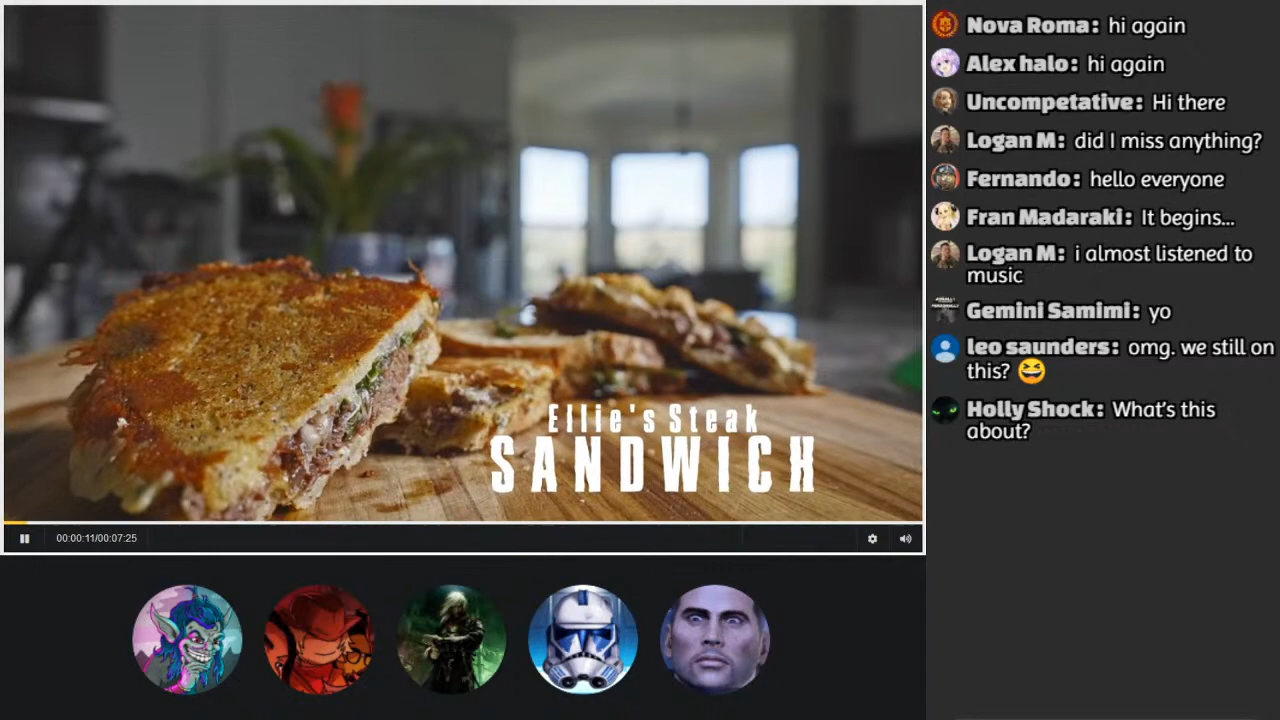 Ellie's Steak
SANDWICH
00:00:11/00:07:25
Nova Roma: hi again
Alex halo: hi again
Uncompetative: Hi there
Logan M: did I miss anything?
Fernando: hello everyone
Fran Madaraki: It begins...
Logan M: i almost listened to
music
Gemini Samimi: yo
leo saunders: omg. we still on
this? 😆
Holly Shock: What's this
about?